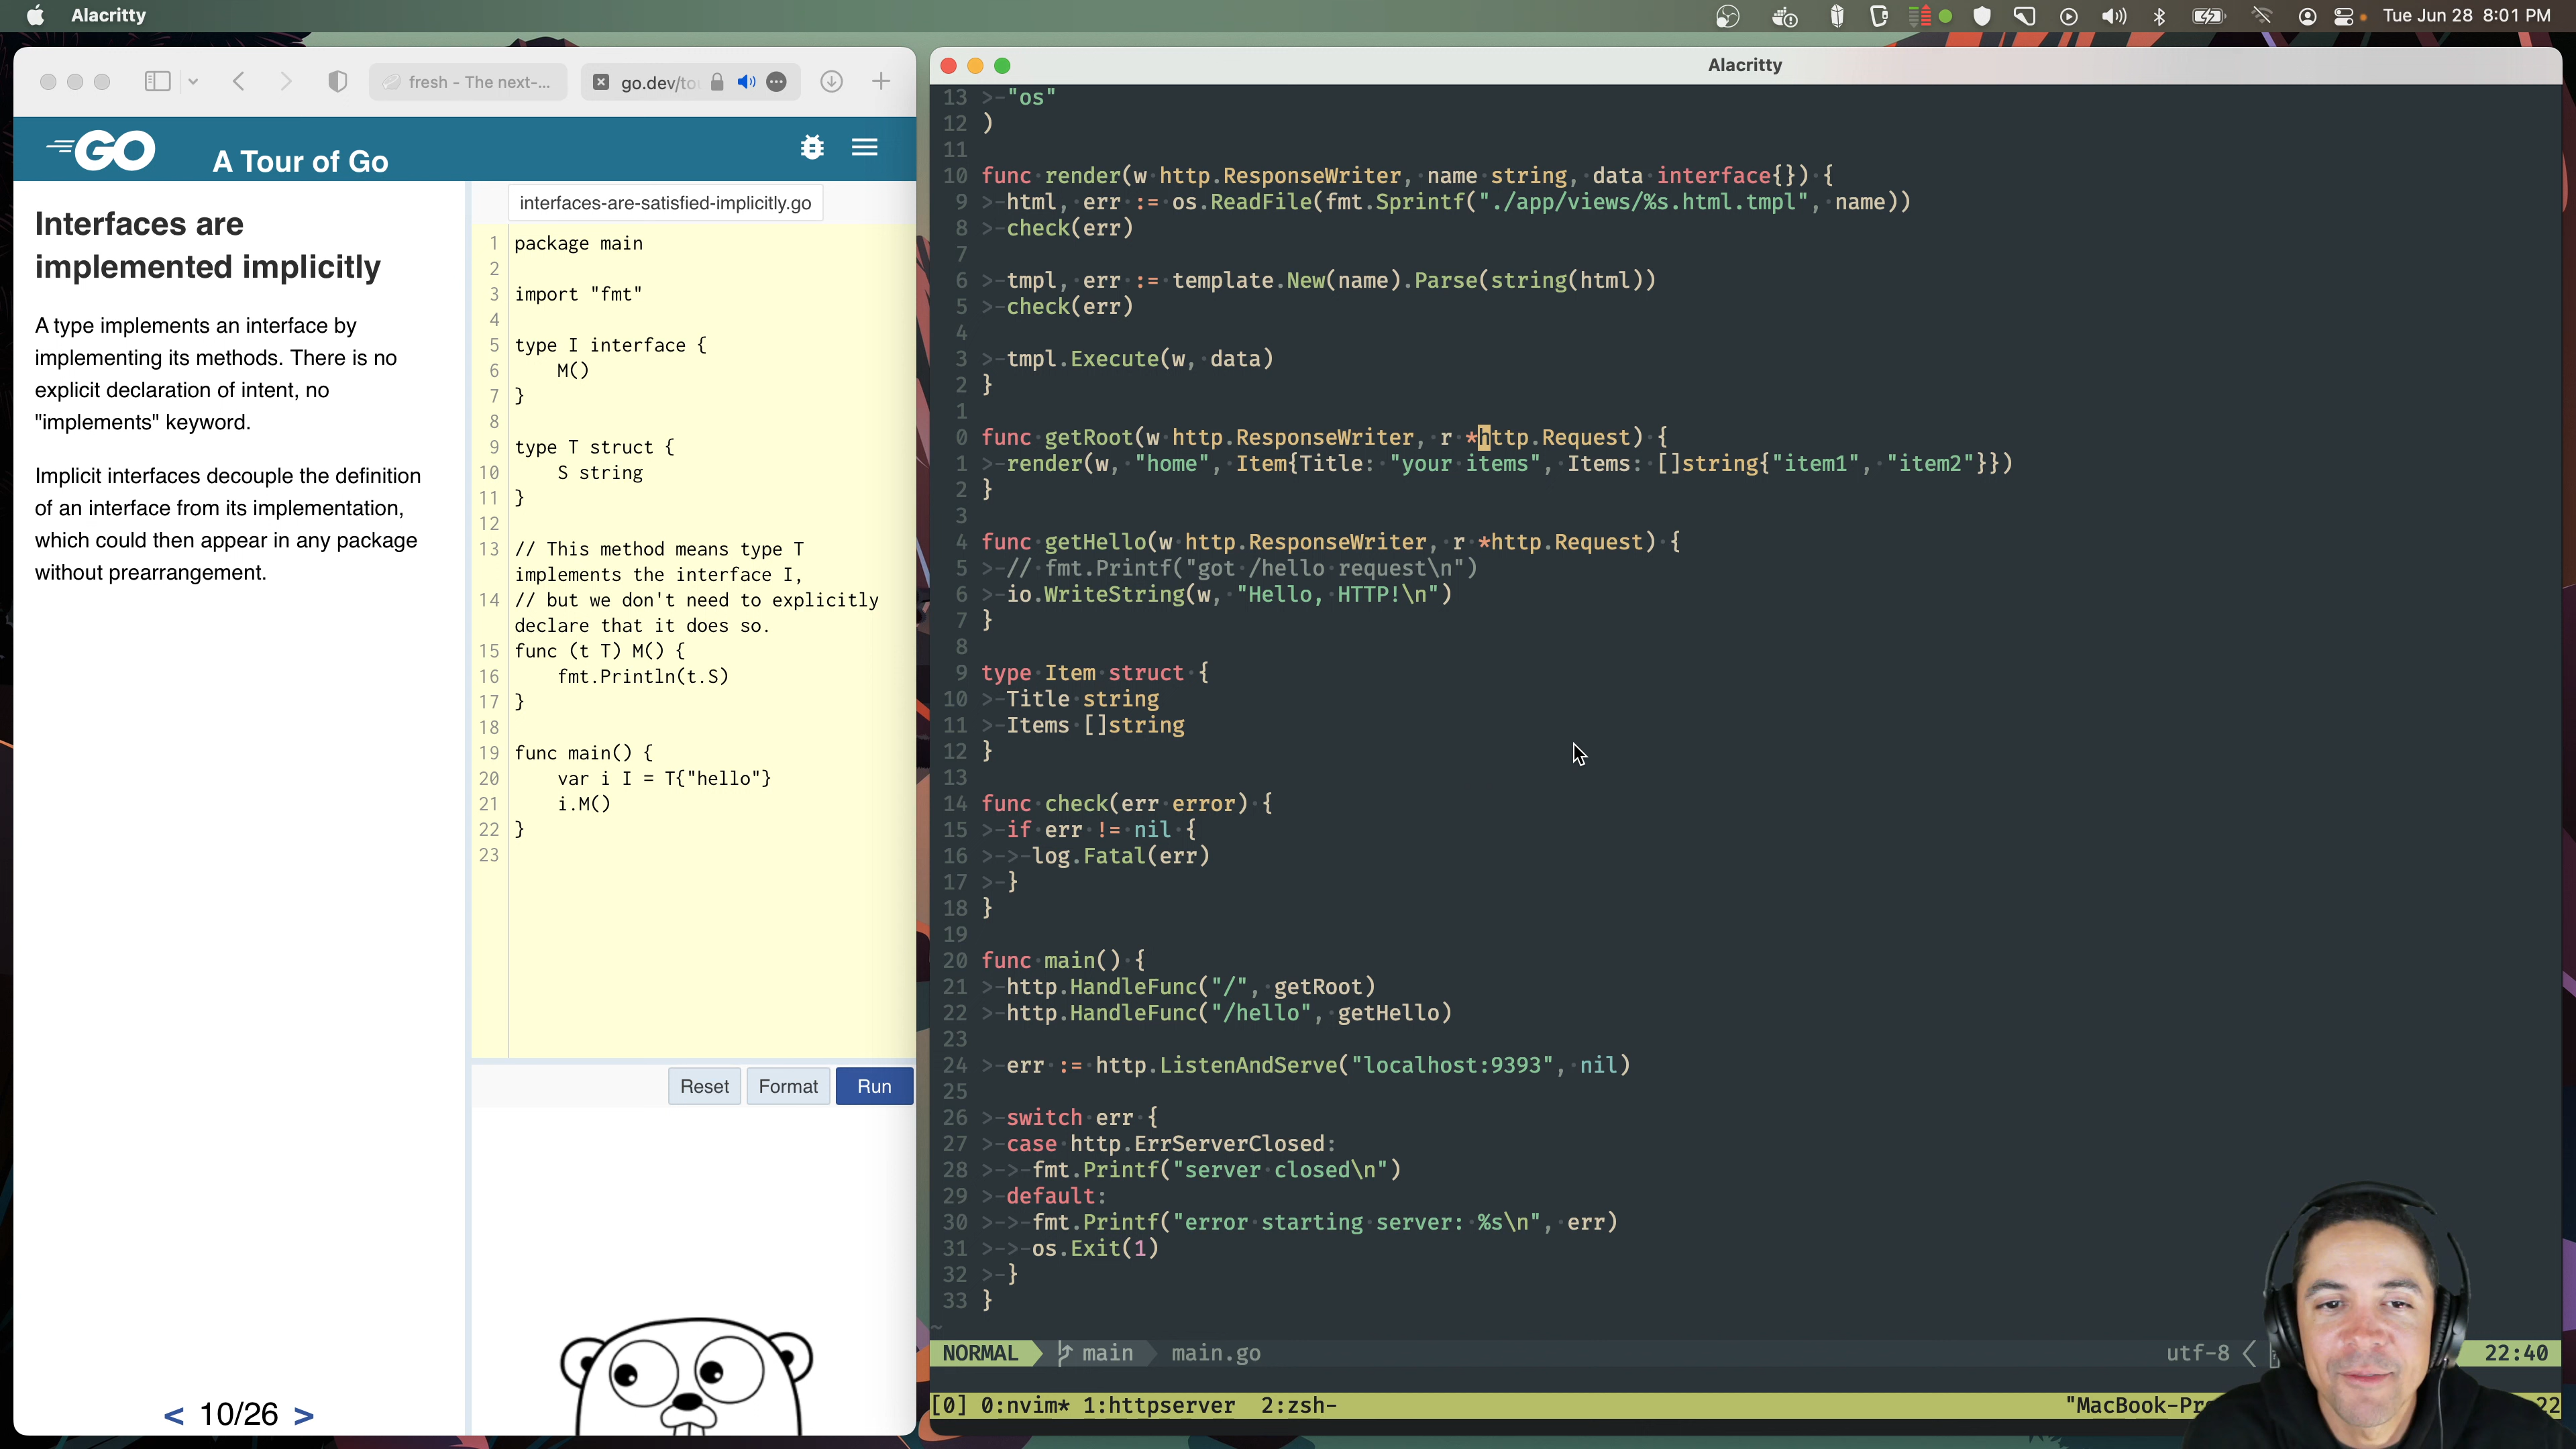 Alacritty
Tue Jun 28 8:01 PM
fresh - The next-...
go.dev/to
GO
A Tour of Go
Interfaces are
implemented implicitly
A type implements an interface by
implementing its methods. There is no
explicit declaration of intent, no
"implements" keyword.
Implicit interfaces decouple the definition
of an interface from its implementation,
which could then appear in any package
without prearrangement.
< 10/26 >
interfaces-are-satisfied-implicitly.go
1 package main
2
3 import "fmt"
4
5 type I interface {
6 M()
7 }
8
9 type T struct {
10 S string
11 }
12
13 // This method means type T
implements the interface I,
14 // but we don't need to explicitly
declare that it does so.
15 func (t T) M() {
16 fmt.Println(t.S)
17 }
18
19 func main() {
20 var i I = T{"hello"}
21 i.M()
22 }
23
Reset Format Run
Alacritty
13 >-"os"
12 )
11
10 func render(w http.ResponseWriter, name string, data interface{}) {
9 >-html, err := os.ReadFile(fmt.Sprintf("./app/views/%s.html.tmpl", name))
8 >-check(err)
7
6 >-tmpl, err := template.New(name).Parse(string(html))
5 >-check(err)
4
3 >-tmpl.Execute(w, data)
2 }
1
0 func getRoot(w http.ResponseWriter, r *http.Request) {
1 >-render(w, "home", Item{Title: "your items", Items: []string{"item1", "item2"}})
2 }
3
4 func getHello(w http.ResponseWriter, r *http.Request) {
5 >-// fmt.Printf("got /hello request\n")
6 >-io.WriteString(w, "Hello, HTTP!\n")
7 }
8
9 type Item struct {
10 >-Title string
11 >-Items []string
12 }
13
14 func check(err error) {
15 >-if err != nil {
16 >->-log.Fatal(err)
17 >-}
18 }
19
20 func main() {
21 >-http.HandleFunc("/", getRoot)
22 >-http.HandleFunc("/hello", getHello)
23
24 >-err := http.ListenAndServe("localhost:9393", nil)
25
26 >-switch err {
27 >-case http.ErrServerClosed:
28 >->-fmt.Printf("server closed\n")
29 >-default:
30 >->-fmt.Printf("error starting server: %s\n", err)
31 >->-os.Exit(1)
32 >-}
33 }
~
NORMAL main main.go utf-8 22:40
[0] 0:nvim* 1:httpserver 2:zsh- "MacBook-Pr 22